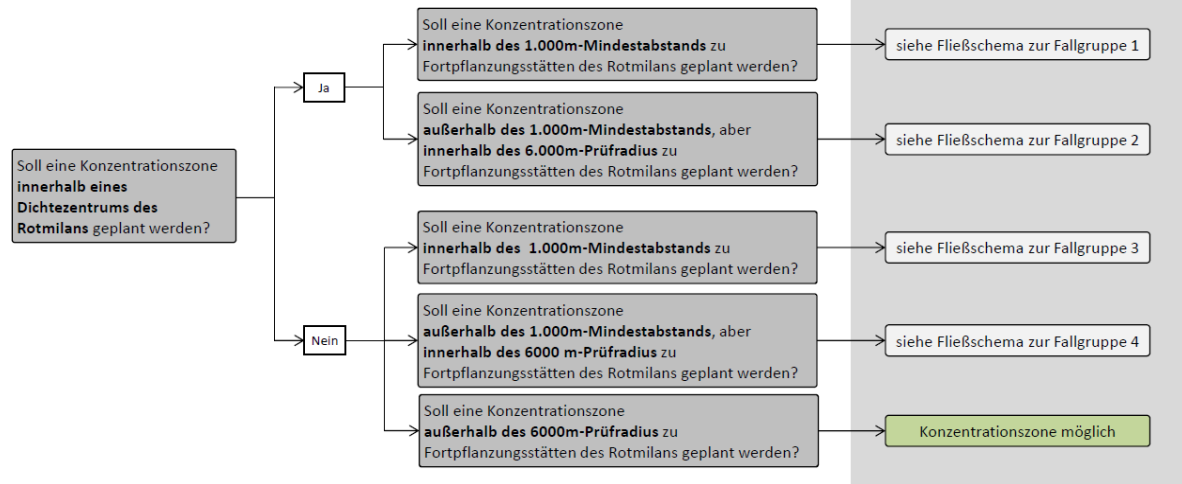 Soll eine Konzentrationszone
innerhalb eines
Dichtezentrums des
Rotmilans geplant werden?
Ja
Soll eine Konzentrationszone
innerhalb des 1.000m-Mindestabstands zu
Fortpflanzungsstätten des Rotmilans geplant werden?
siehe Fließschema zur Fallgruppe 1
Soll eine Konzentrationszone
außerhalb des 1.000m-Mindestabstands, aber
innerhalb des 6.000m-Prüfradius zu
Fortpflanzungsstätten des Rotmilans geplant werden?
siehe Fließschema zur Fallgruppe 2
Nein
Soll eine Konzentrationszone
innerhalb des 1.000m-Mindestabstands zu
Fortpflanzungsstätten des Rotmilans geplant werden?
siehe Fließschema zur Fallgruppe 3
Soll eine Konzentrationszone
außerhalb des 1.000m-Mindestabstands, aber
innerhalb des 6000 m-Prüfradius zu
Fortpflanzungsstätten des Rotmilans geplant werden?
siehe Fließschema zur Fallgruppe 4
Soll eine Konzentrationszone
außerhalb des 6000m-Prüfradius zu
Fortpflanzungsstätten des Rotmilans geplant werden?
Konzentrationszone möglich